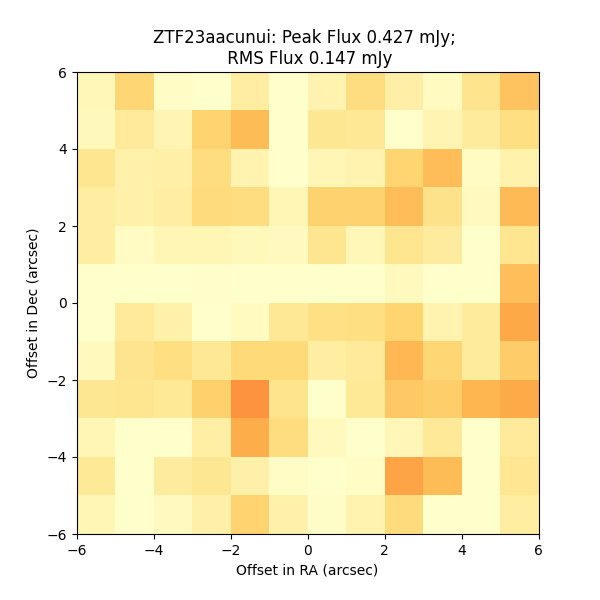 ZTF23aacunui: Peak Flux 0.427 mJy;
RMS Flux 0.147 mJy
6
4
2
0
−2
−4
−6
Offset in Dec (arcsec)
−6 −4 −2 0 2 4 6
Offset in RA (arcsec)